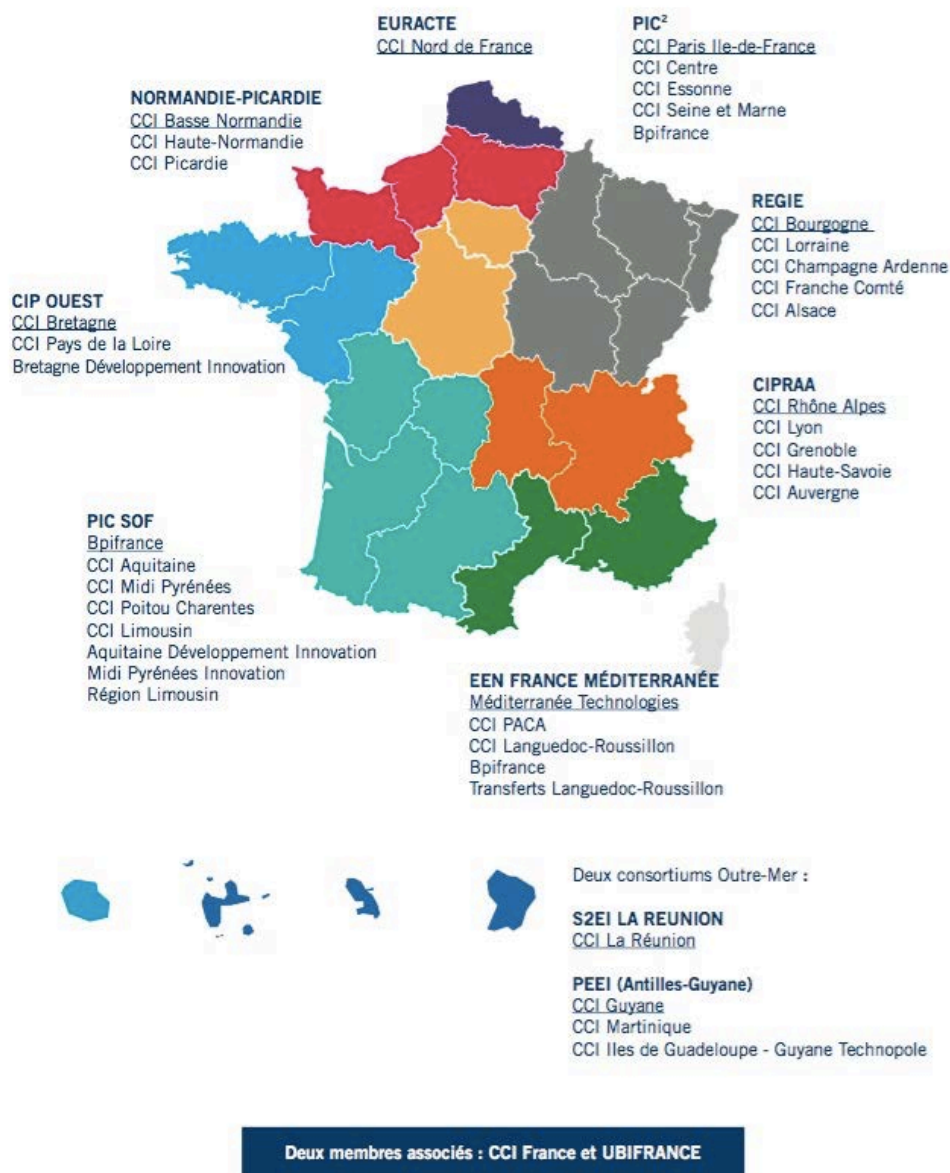 EURACTE
CCI Nord de France
PIC²
CCI Paris Ile-de-France
CCI Centre
CCI Essonne
CCI Seine et Marne
Bpifrance
NORMANDIE-PICARDIE
CCI Basse Normandie
CCI Haute-Normandie
CCI Picardie
REGIE
CCI Bourgogne
CCI Lorraine
CCI Champagne Ardenne
CCI Franche Comté
CCI Alsace
CIP OUEST
CCI Bretagne
CCI Pays de la Loire
Bretagne Développement Innovation
CIPRAA
CCI Rhône Alpes
CCI Lyon
CCI Grenoble
CCI Haute-Savoie
CCI Auvergne
PIC SOF
Bpifrance
CCI Aquitaine
CCI Midi Pyrénées
CCI Poitou Charentes
CCI Limousin
Aquitaine Développement Innovation
Midi Pyrénées Innovation
Région Limousin
EEN FRANCE MÉDITERRANÉE
Méditerranée Technologies
CCI PACA
CCI Languedoc-Roussillon
Bpifrance
Transferts Languedoc-Roussillon
Deux consortiums Outre-Mer :
S2EI LA REUNION
CCI La Réunion
PEEI (Antilles-Guyane)
CCI Guyane
CCI Martinique
CCI Iles de Guadeloupe - Guyane Technopole
Deux membres associés : CCI France et UBIFRANCE